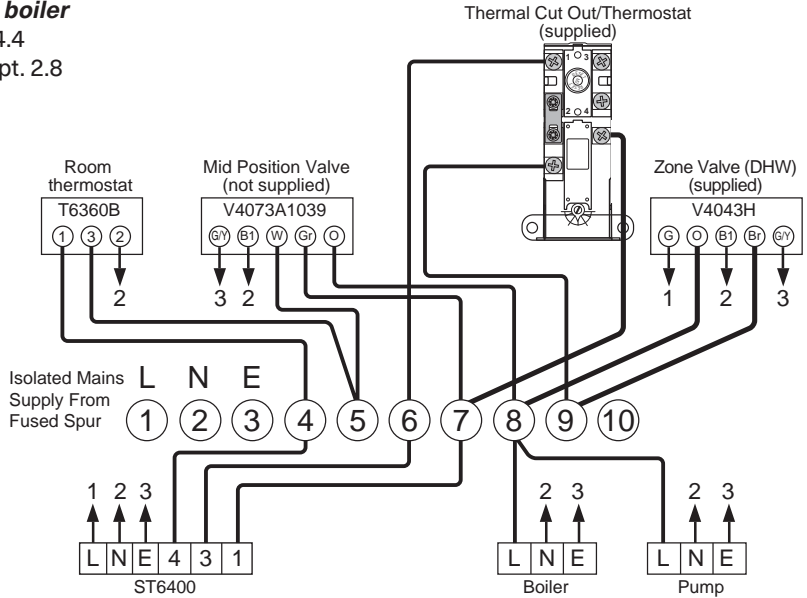 boiler
4.4
pt. 2.8
Thermal Cut Out/Thermostat
(supplied)
1 3
2 4
Room
thermostat
T6360B
1 3 2
2
Mid Position Valve
(not supplied)
V4073A1039
G/Y B1 W Gr O
3 2
Zone Valve (DHW)
(supplied)
V4043H
G O B1 Br G/Y
1 2 3
Isolated Mains
Supply From
Fused Spur
L N E
1 2 3 4 5 6 7 8 9 10
1 2 3
L N E 4 3 1
ST6400
2 3
L N E
Boiler
2 3
L N E
Pump